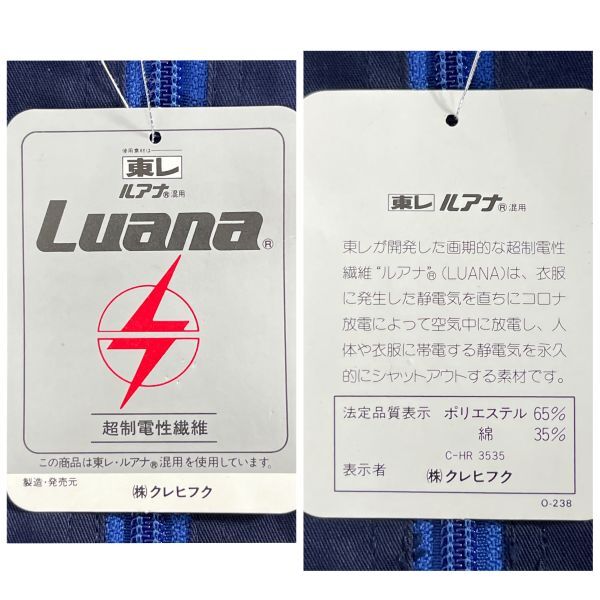 使用素材は
東レ
ルアナ®混用
Luana®
超制電性繊維
この商品は東レ・ルアナ®混用を使用しています。
製造・発売元
㈱クレヒフク
東レ ルアナ®混用
東レが開発した画期的な超制電性
繊維“ルアナ”®(LUANA)は、衣服
に発生した静電気を直ちにコロナ
放電によって空気中に放電し、人
体や衣服に帯電する静電気を永久
的にシャットアウトする素材です。
法定品質表示 ポリエステル 65%
綿 35%
C-HR 3535
表示者 ㈱クレヒフク
O-238